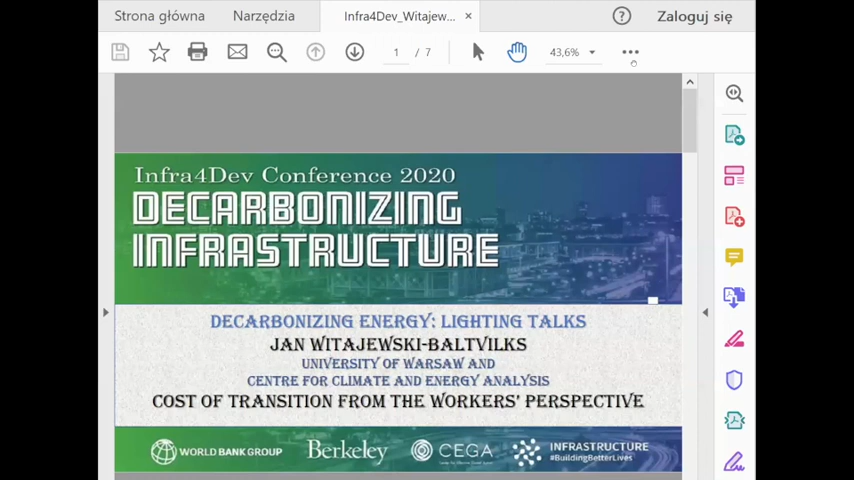 Strona główna
Narzędzia
Infra4Dev_Witajew...
Zaloguj się
1 / 7
43,6%
Infra4Dev Conference 2020
DECARBONIZING
INFRASTRUCTURE
DECARBONIZING ENERGY: LIGHTING TALKS
JAN WITAJEWSKI-BALTVILKS
UNIVERSITY OF WARSAW AND
CENTRE FOR CLIMATE AND ENERGY ANALYSIS
COST OF TRANSITION FROM THE WORKERS' PERSPECTIVE
WORLD BANK GROUP
Berkeley
CEGA
INFRASTRUCTURE
#BuildingBetterLives